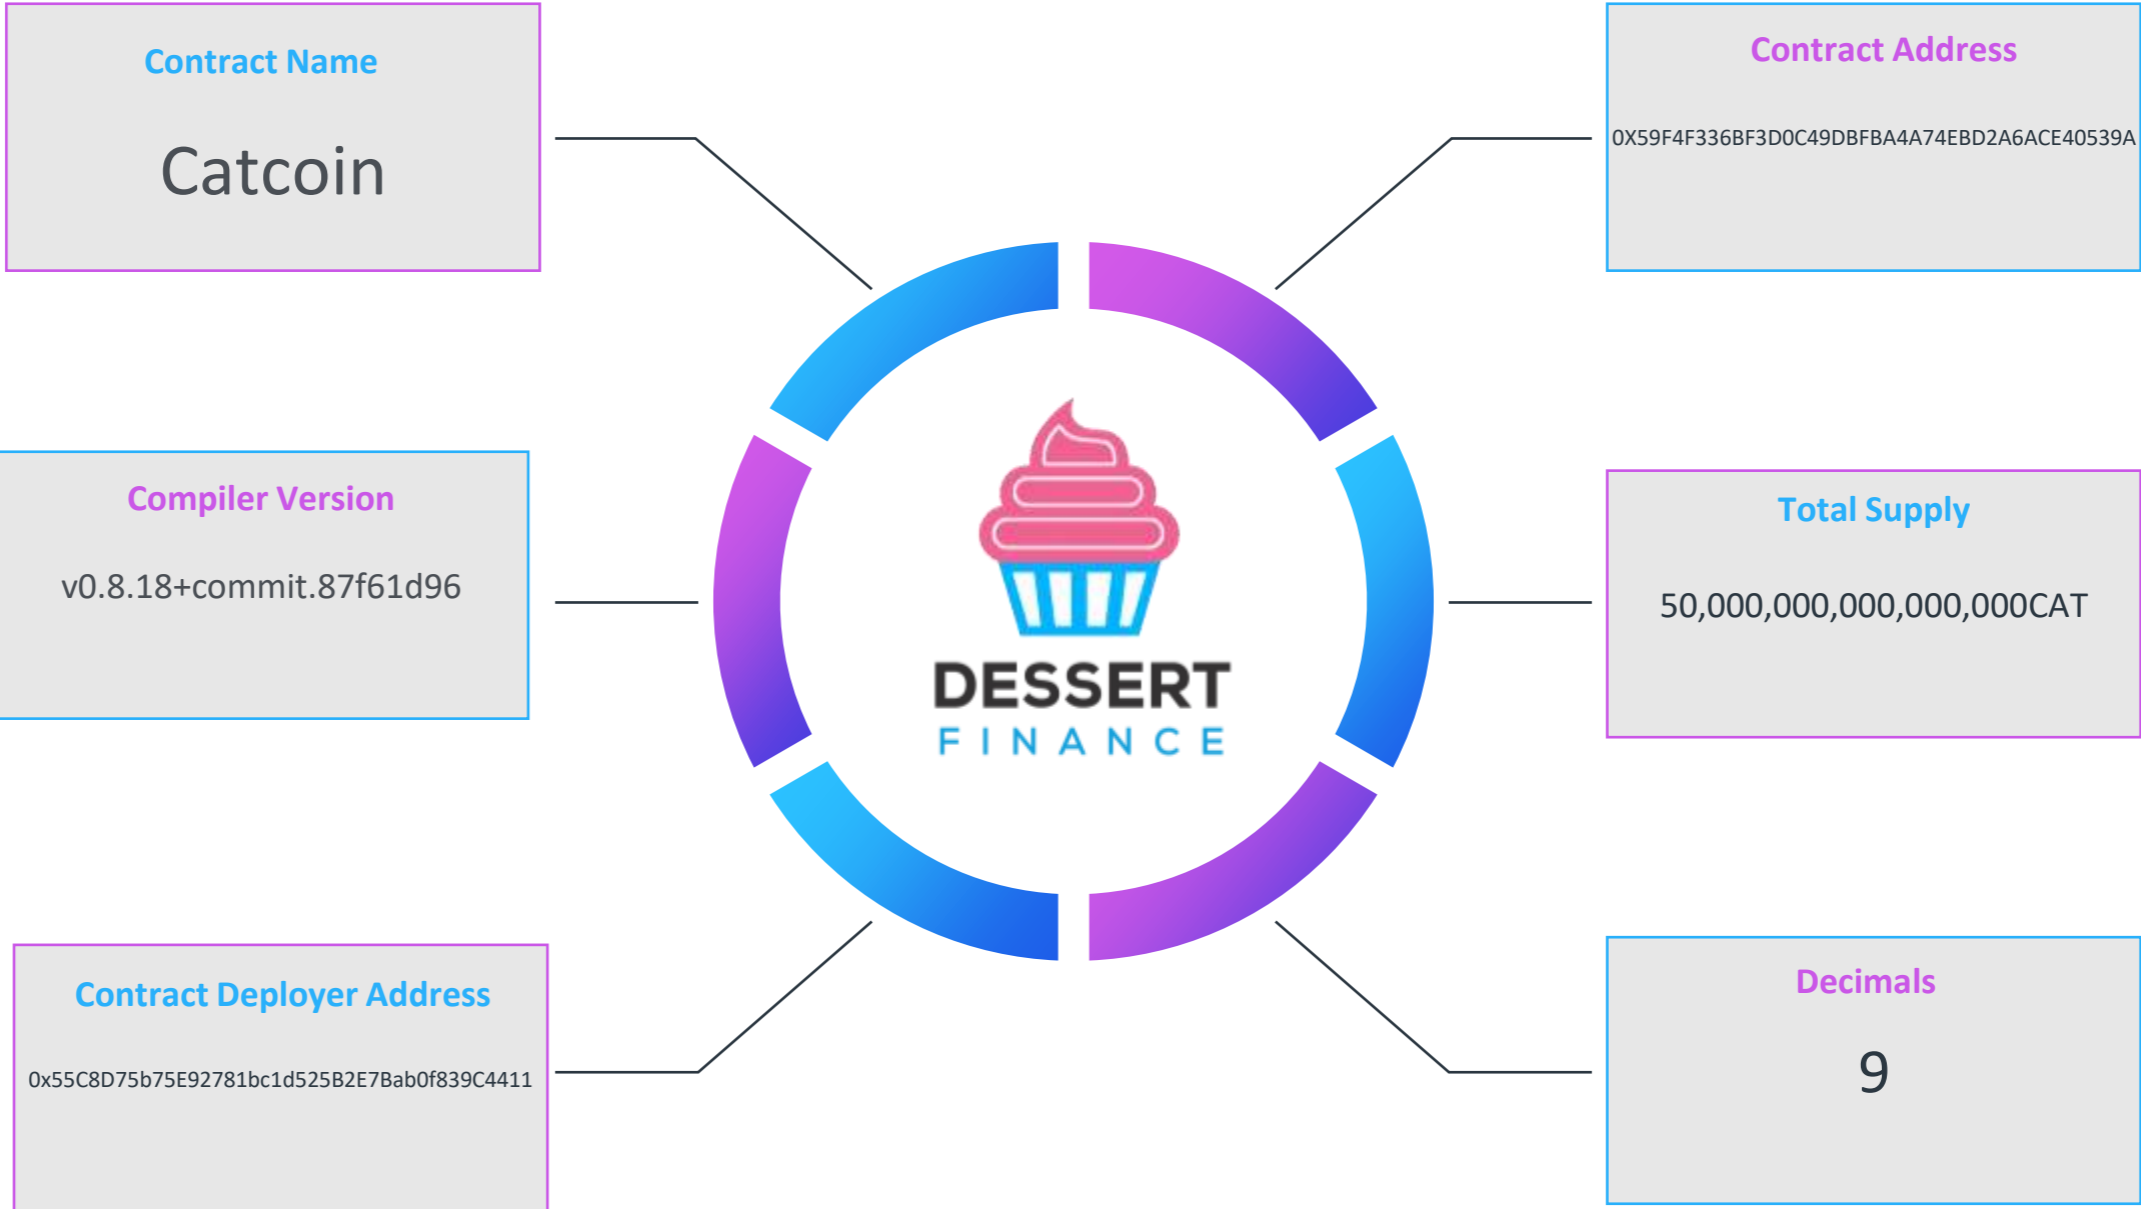 Contract Name
Catcoin
Contract Address
0X59F4F336BF3D0C49DBFBA4A74EBD2A6ACE40539A
Compiler Version
v0.8.18+commit.87f61d96
DESSERT
FINANCE
Total Supply
50,000,000,000,000,000CAT
Contract Deployer Address
0x55C8D75b75E92781bc1d525B2E7Bab0f839C4411
Decimals
9